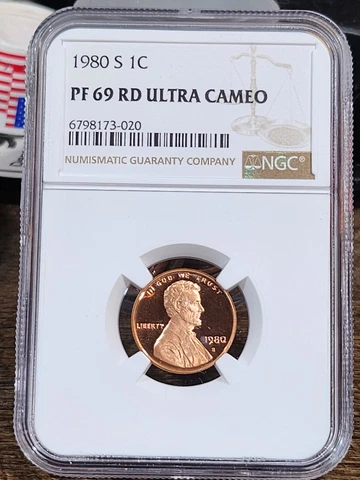 1980 S 1C
PF 69 RD ULTRA CAMEO
6798173-020
NUMISMATIC GUARANTY COMPANY
NGC
IN GOD WE TRUST
LIBERTY
1980
S